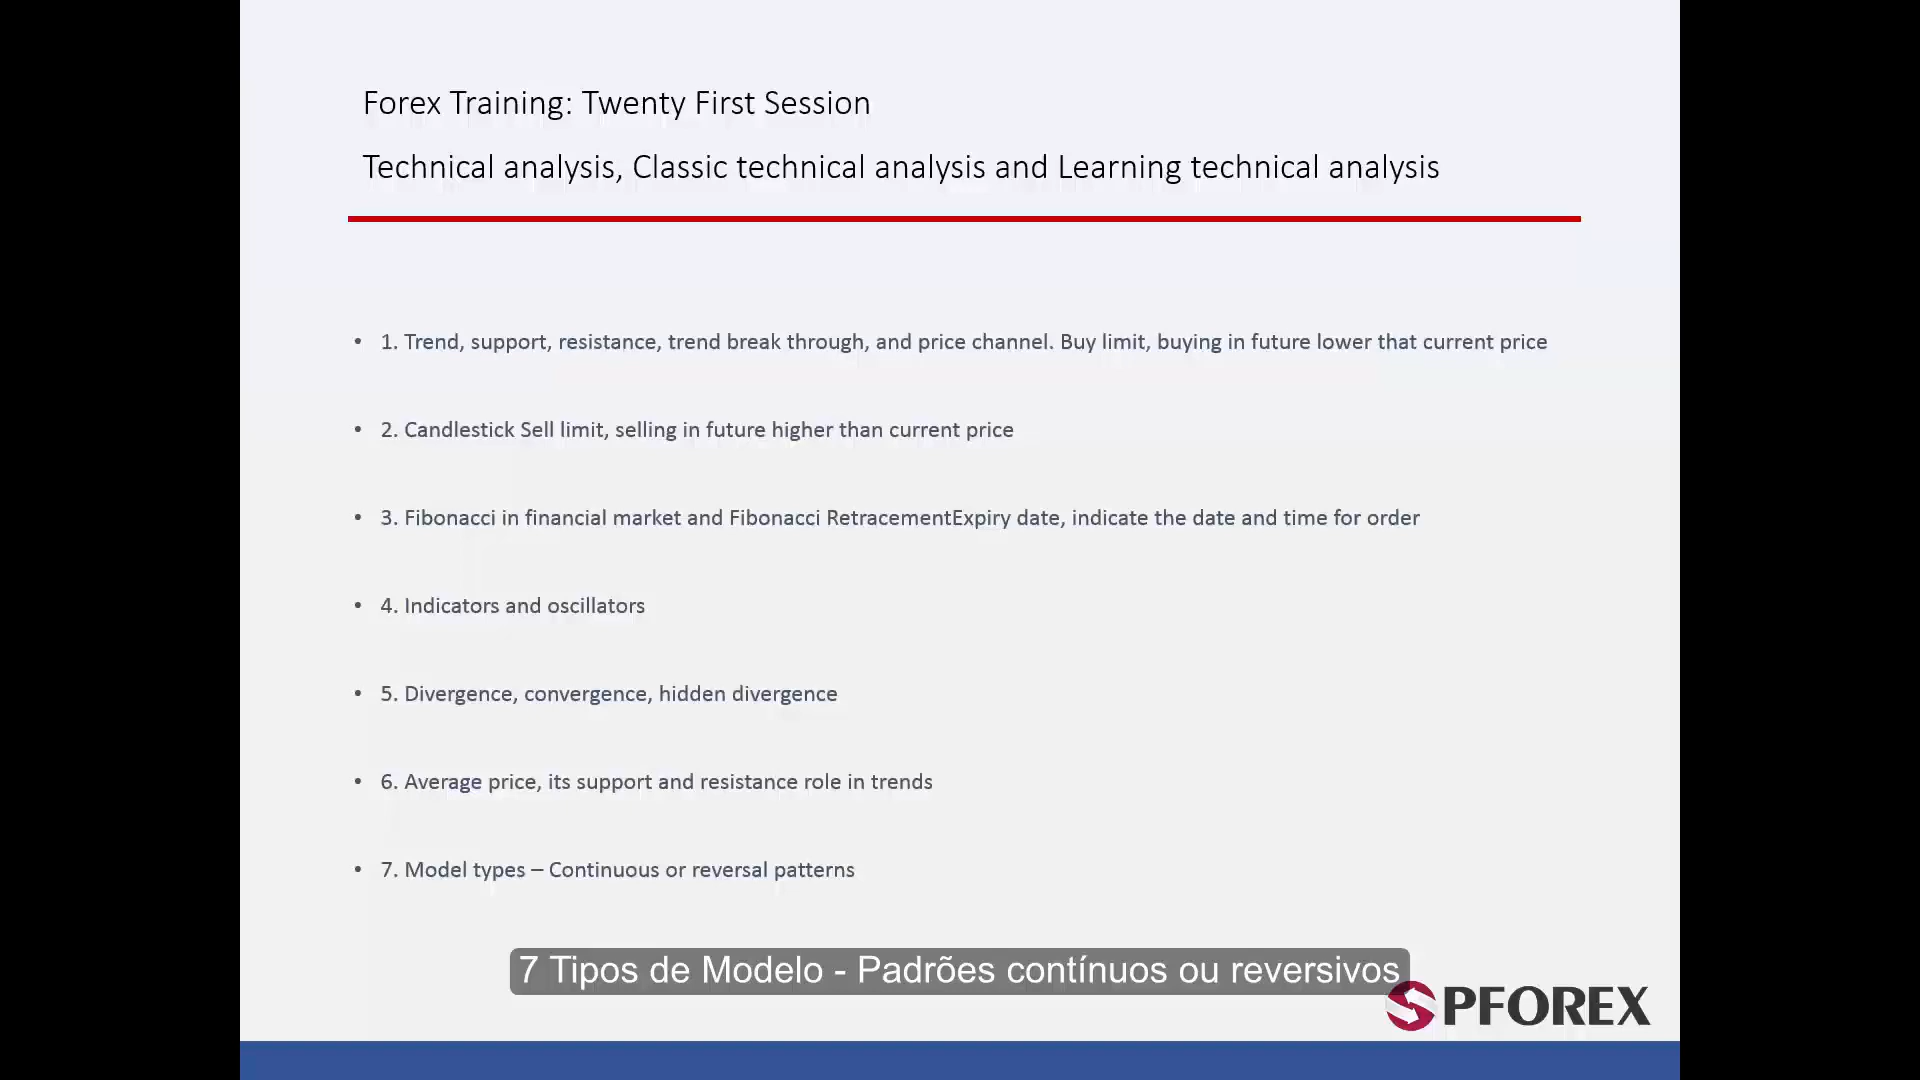 Forex Training: Twenty First Session
Technical analysis, Classic technical analysis and Learning technical analysis
• 1. Trend, support, resistance, trend break through, and price channel. Buy limit, buying in future lower that current price
• 2. Candlestick Sell limit, selling in future higher than current price
• 3. Fibonacci in financial market and Fibonacci RetracementExpiry date, indicate the date and time for order
• 4. Indicators and oscillators
• 5. Divergence, convergence, hidden divergence
• 6. Average price, its support and resistance role in trends
• 7. Model types – Continuous or reversal patterns
7 Tipos de Modelo - Padrões contínuos ou reversivos
PFOREX